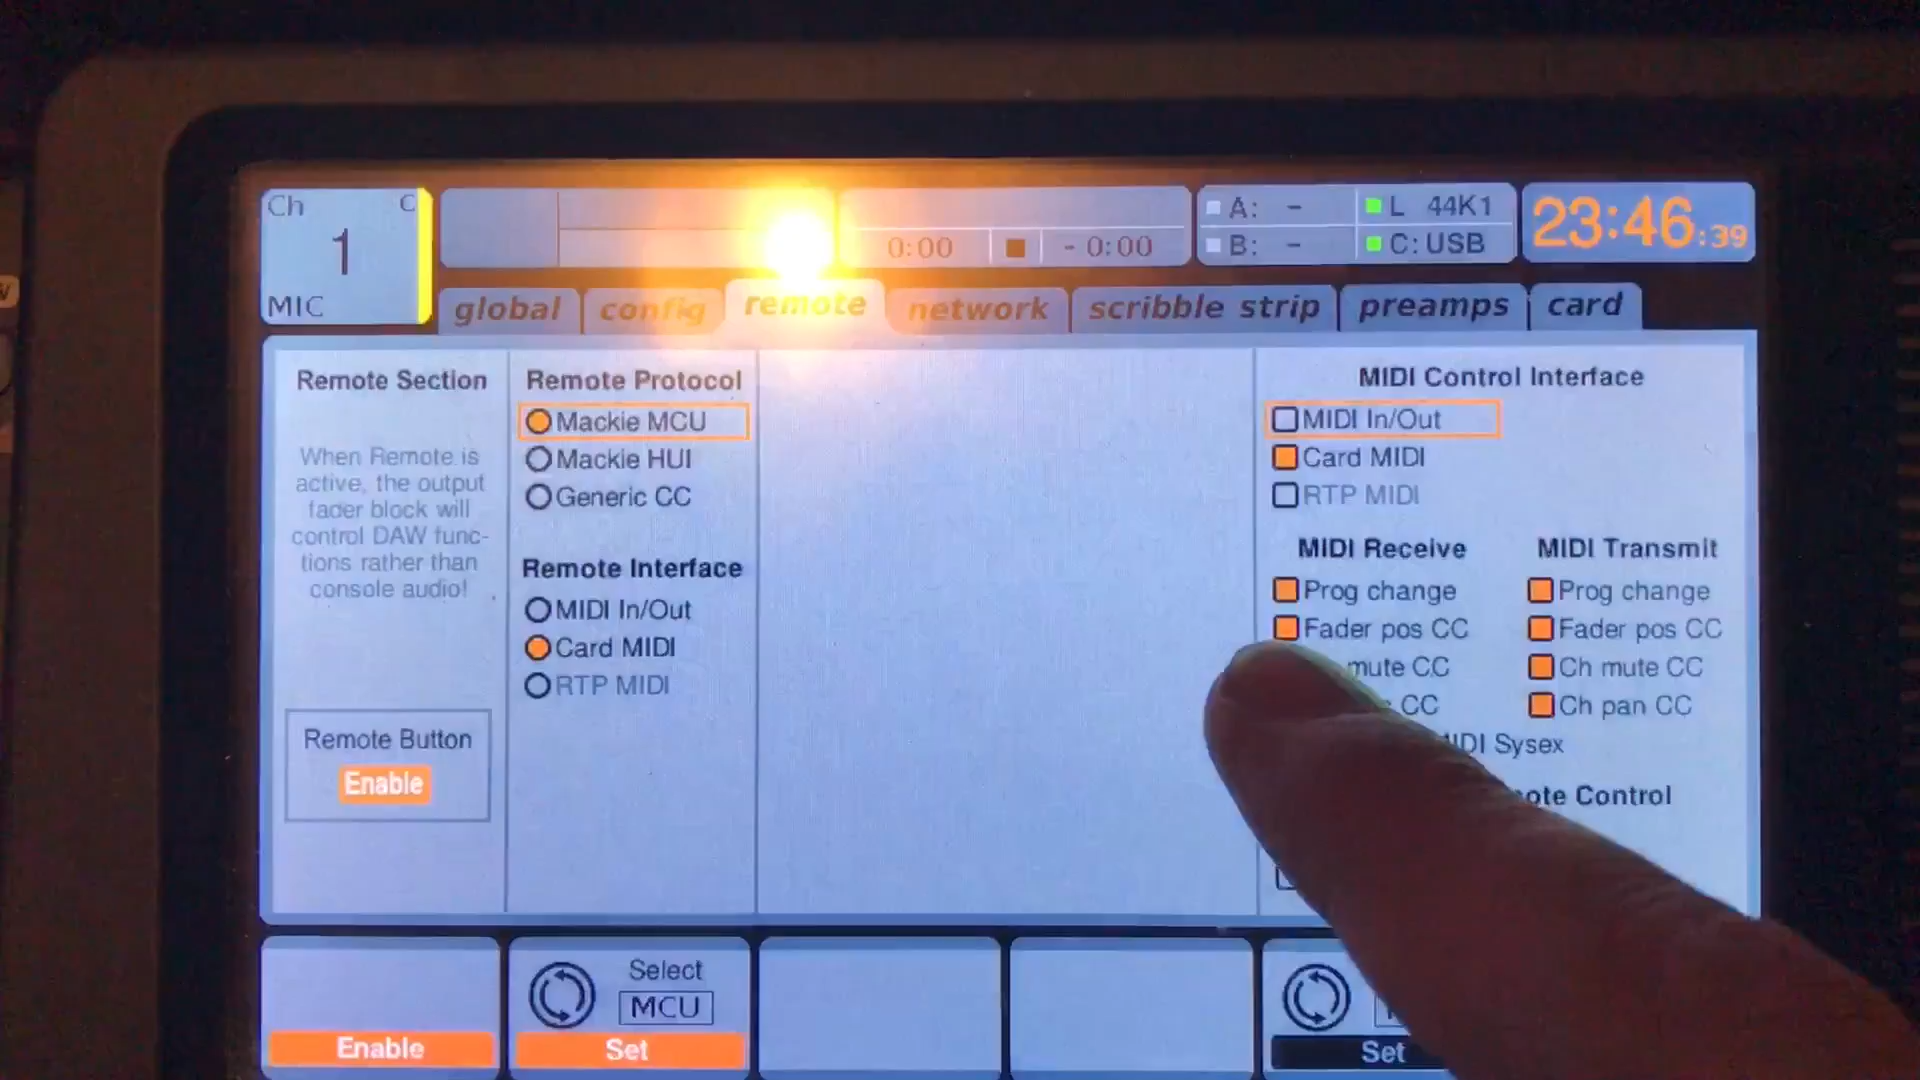 Ch C
1
MIC
0:00 - 0:00
A: - L 44K1
B: - C: USB
23:46:39
global config remote network scribble strip preamps card
Remote Section
When Remote is
active, the output
fader block will
control DAW func-
tions rather than
console audio!
Remote Button
Enable
Remote Protocol
Mackie MCU
Mackie HUI
Generic CC
Remote Interface
MIDI In/Out
Card MIDI
RTP MIDI
MIDI Control Interface
MIDI In/Out
Card MIDI
RTP MIDI
MIDI Receive
Prog change
Fader pos CC
mute CC
CC
MIDI Transmit
Prog change
Fader pos CC
Ch mute CC
Ch pan CC
Sysex
Control
Enable
Select
MCU
Set
Set